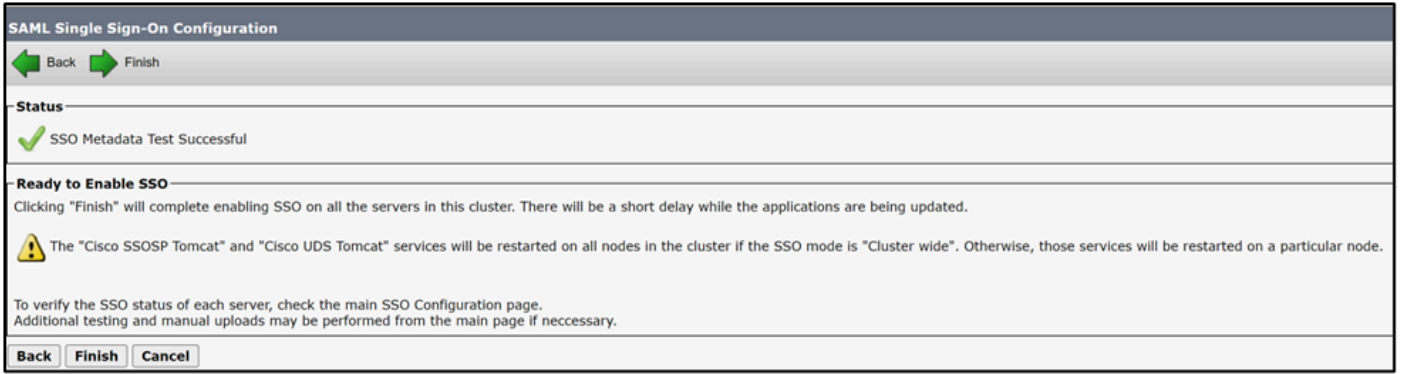 SAML Single Sign-On Configuration
Back Finish
Status
SSO Metadata Test Successful
Ready to Enable SSO
Clicking "Finish" will complete enabling SSO on all the servers in this cluster. There will be a short delay while the applications are being updated.
The "Cisco SSOSP Tomcat" and "Cisco UDS Tomcat" services will be restarted on all nodes in the cluster if the SSO mode is "Cluster wide". Otherwise, those services will be restarted on a particular node.
To verify the SSO status of each server, check the main SSO Configuration page.
Additional testing and manual uploads may be performed from the main page if neccessary.
Back Finish Cancel